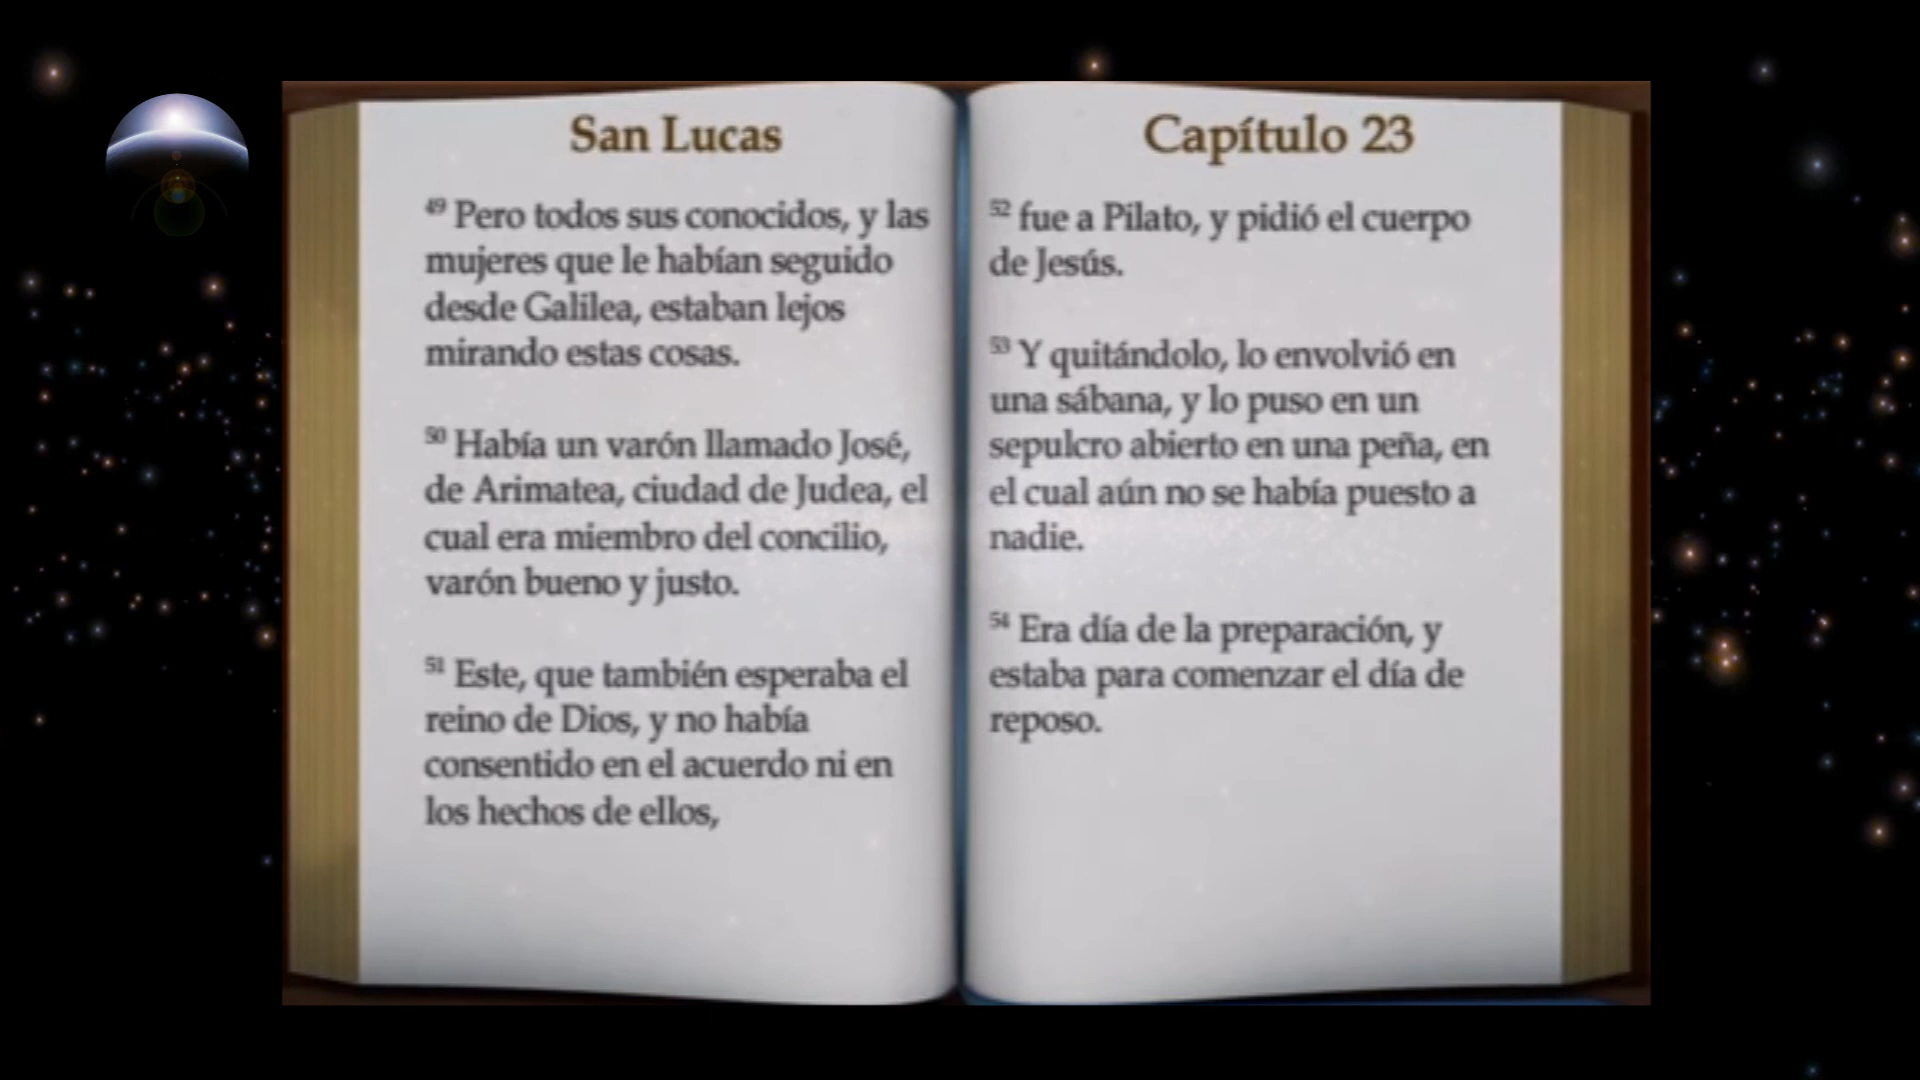 San Lucas
49 Pero todos sus conocidos, y las
mujeres que le habían seguido
desde Galilea, estaban lejos
mirando estas cosas.
50 Había un varón llamado José,
de Arimatea, ciudad de Judea, el
cual era miembro del concilio,
varón bueno y justo.
51 Este, que también esperaba el
reino de Dios, y no había
consentido en el acuerdo ni en
los hechos de ellos,
Capítulo 23
52 fue a Pilato, y pidió el cuerpo
de Jesús.
53 Y quitándolo, lo envolvió en
una sábana, y lo puso en un
sepulcro abierto en una peña, en
el cual aún no se había puesto a
nadie.
54 Era día de la preparación, y
estaba para comenzar el día de
reposo.